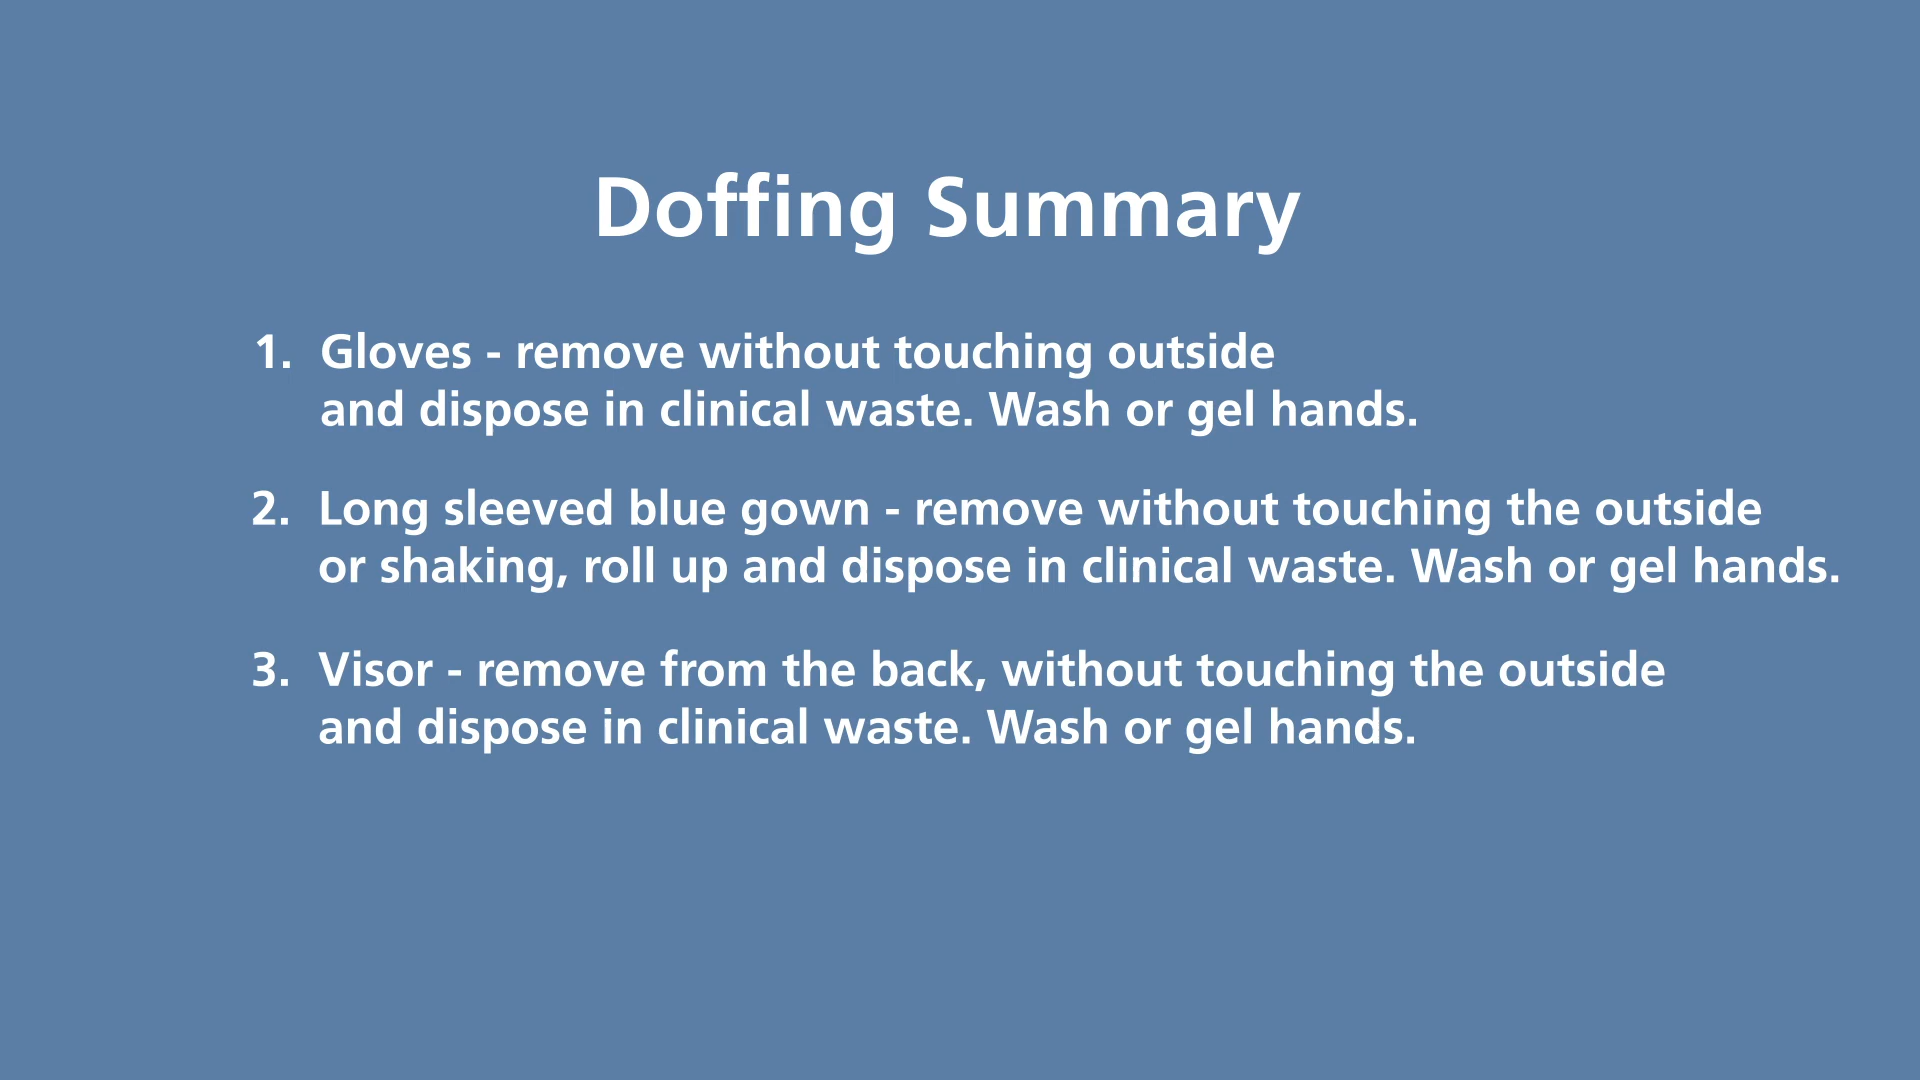 Doffing Summary
1. Gloves - remove without touching outside
and dispose in clinical waste. Wash or gel hands.
2. Long sleeved blue gown - remove without touching the outside
or shaking, roll up and dispose in clinical waste. Wash or gel hands.
3. Visor - remove from the back, without touching the outside
and dispose in clinical waste. Wash or gel hands.